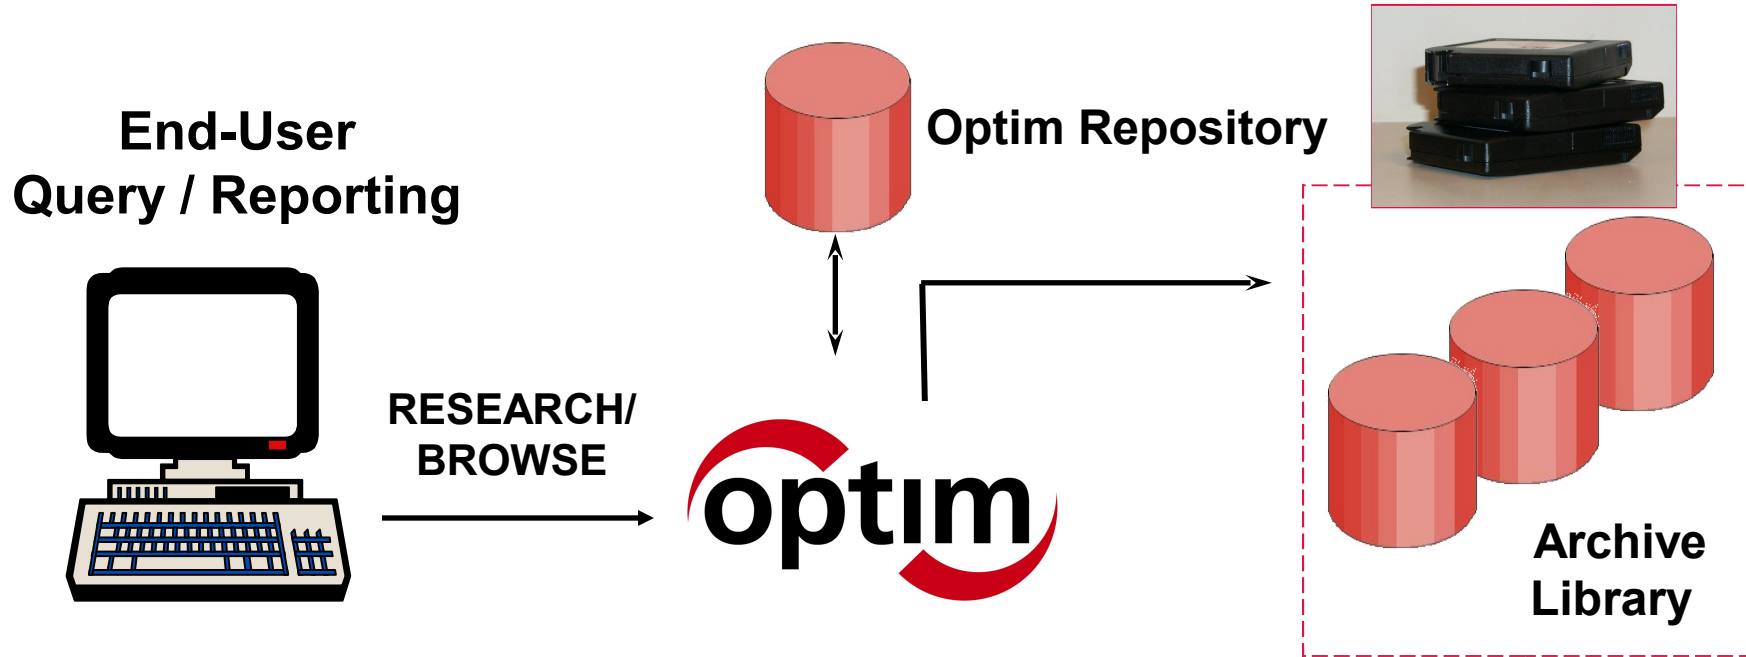 End-User
Query / Reporting
Optim Repository
RESEARCH/
BROWSE
optim
Archive
Library